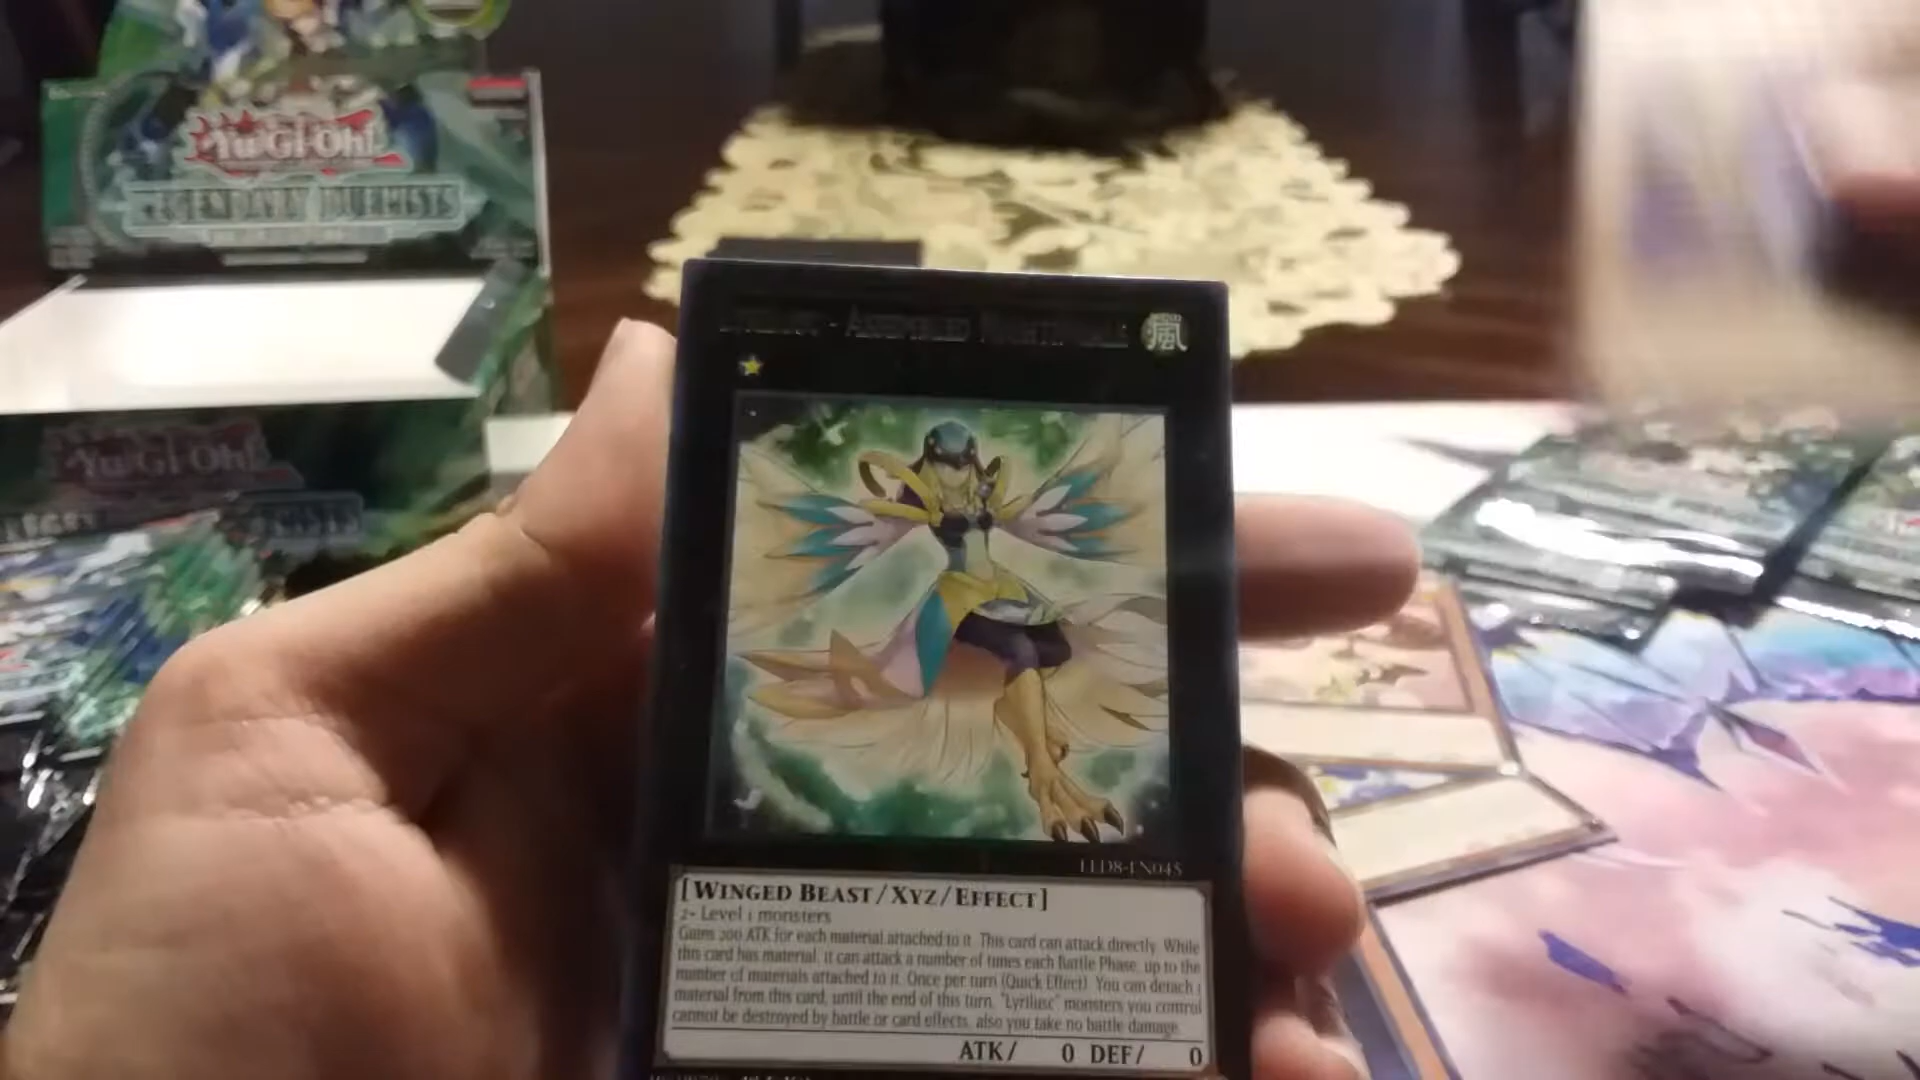 Yu-Gi-Oh!
LEGENDARY DUELISTS
Yu-Gi-Oh!
- ASSEMBLED NIGHTINGALE
風
LED8-EN045
[WINGED BEAST/XYZ/EFFECT]
2+ Level 1 monsters
Gains 200 ATK for each material attached to it. This card can attack directly. While
this card has material, it can attack a number of times each Battle Phase, up to the
number of materials attached to it. Once per turn (Quick Effect): You can detach 1
material from this card; until the end of this turn, "Lyrilusc" monsters you control
cannot be destroyed by battle or card effects, also you take no battle damage.
ATK/ 0 DEF/ 0